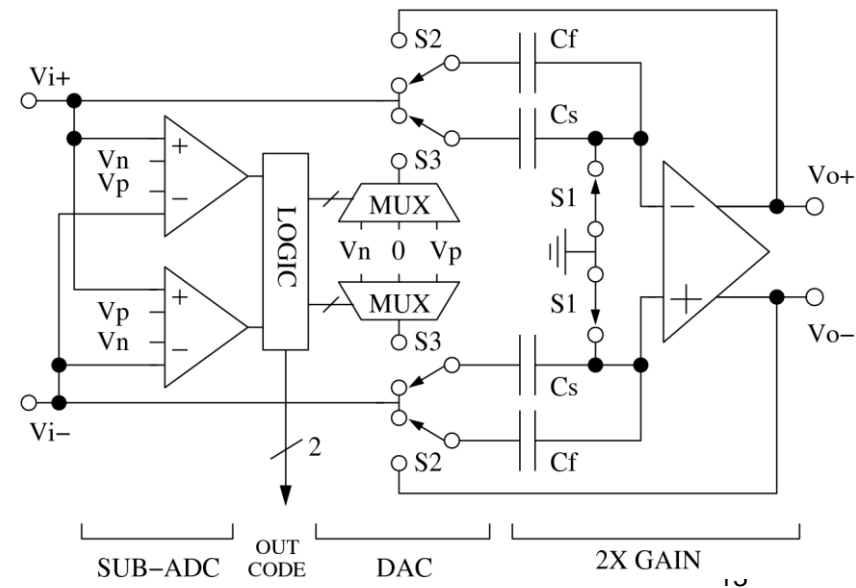 S2
Cf
Vi+
Cs
Vn
Vp
+
−
S3
MUX
S1
Vo+
−
LOGIC
Vn 0 Vp
+
Vp
Vn
+
−
MUX
S1
Vo−
S3
Cs
Vi−
2
S2
Cf
SUB−ADC
OUT
CODE
DAC
2X GAIN